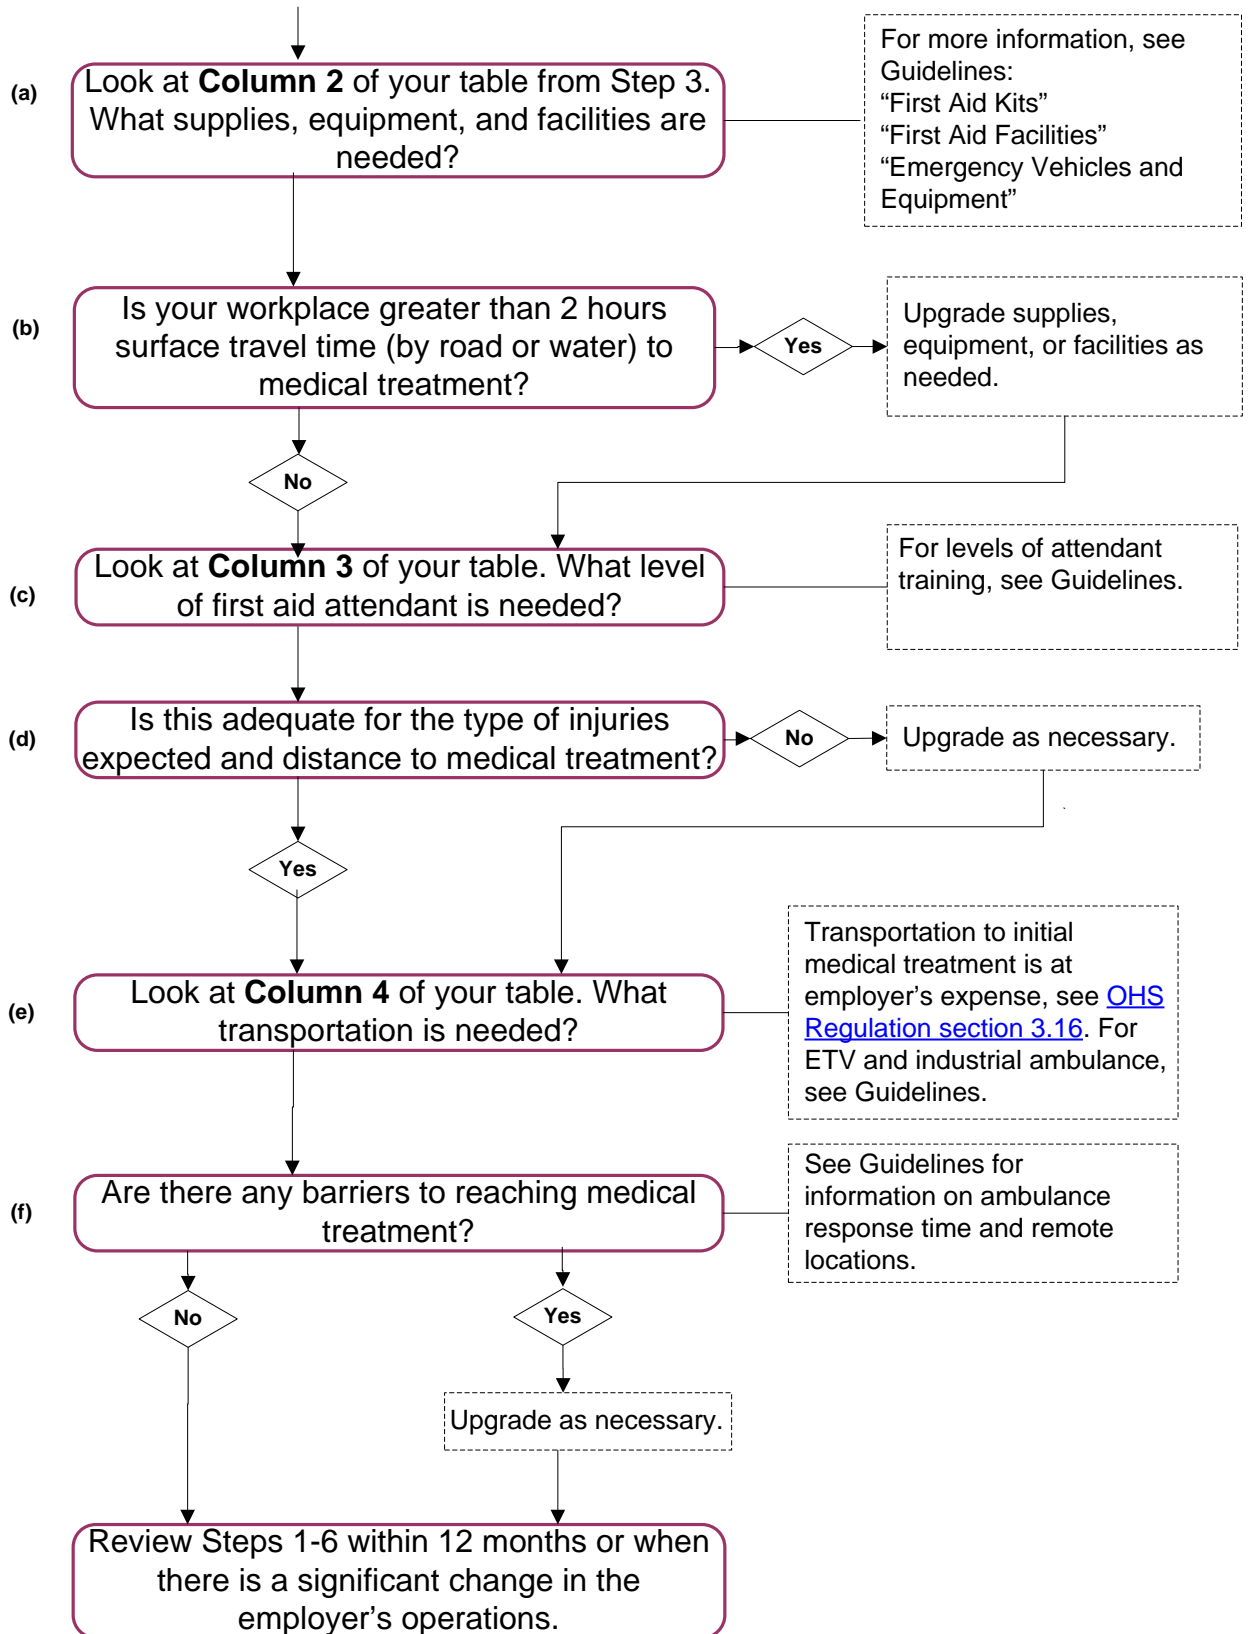 (a)
Look at Column 2 of your table from Step 3.
What supplies, equipment, and facilities are
needed?
For more information, see
Guidelines:
“First Aid Kits”
“First Aid Facilities”
“Emergency Vehicles and
Equipment”
(b)
Is your workplace greater than 2 hours
surface travel time (by road or water) to
medical treatment?
Yes
Upgrade supplies,
equipment, or facilities as
needed.
No
(c)
Look at Column 3 of your table. What level
of first aid attendant is needed?
For levels of attendant
training, see Guidelines.
(d)
Is this adequate for the type of injuries
expected and distance to medical treatment?
No
Upgrade as necessary.
Yes
(e)
Look at Column 4 of your table. What
transportation is needed?
Transportation to initial
medical treatment is at
employer’s expense, see OHS
Regulation section 3.16. For
ETV and industrial ambulance,
see Guidelines.
(f)
Are there any barriers to reaching medical
treatment?
See Guidelines for
information on ambulance
response time and remote
locations.
No
Yes
Upgrade as necessary.
Review Steps 1-6 within 12 months or when
there is a significant change in the
employer’s operations.